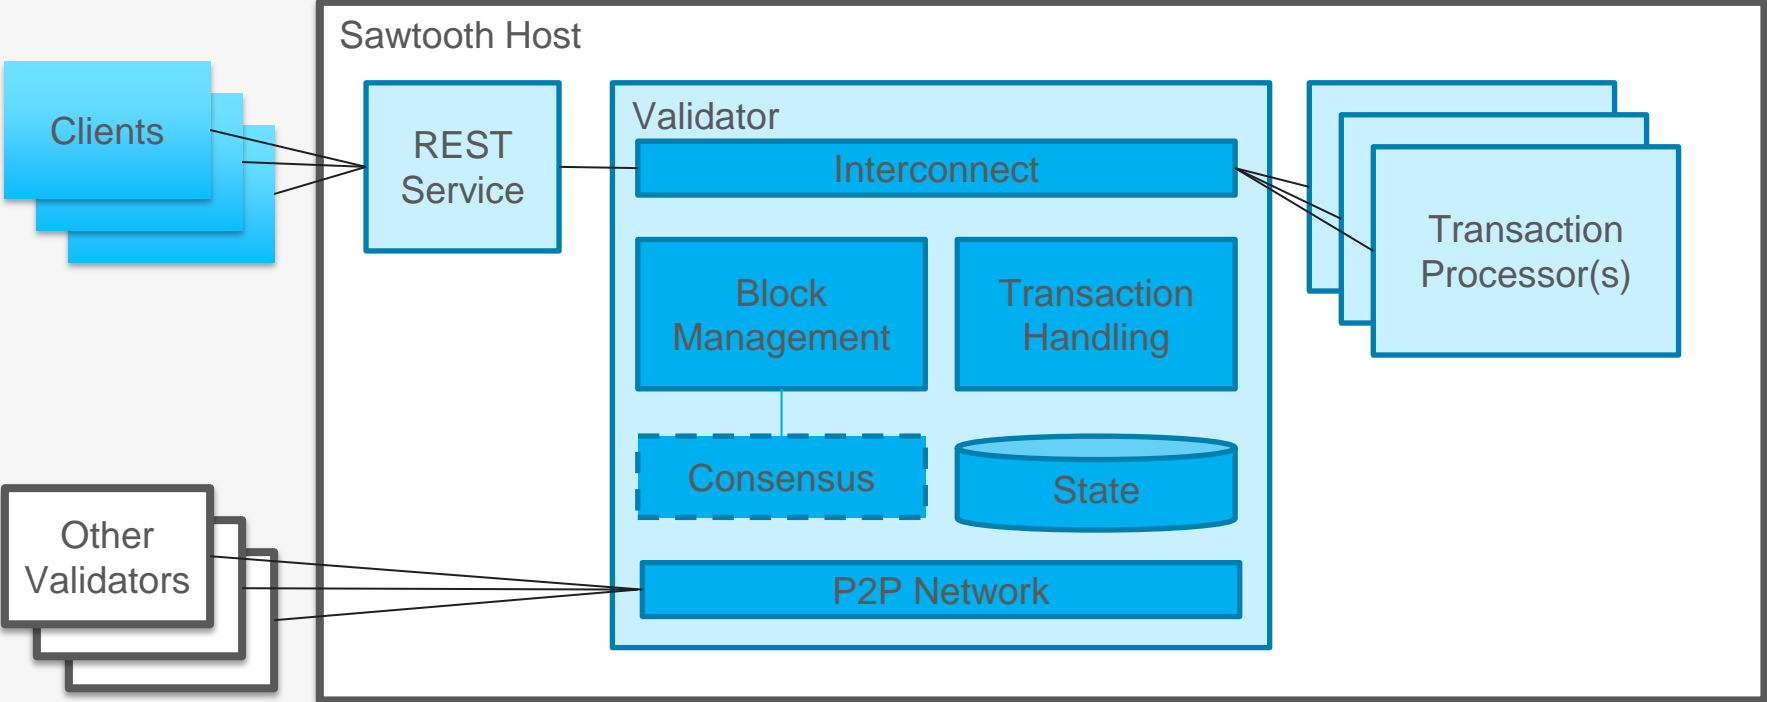 Sawtooth Host
Clients
REST
Service
Validator
Interconnect
Block
Management
Transaction
Handling
Consensus
State
P2P Network
Transaction
Processor(s)
Other
Validators